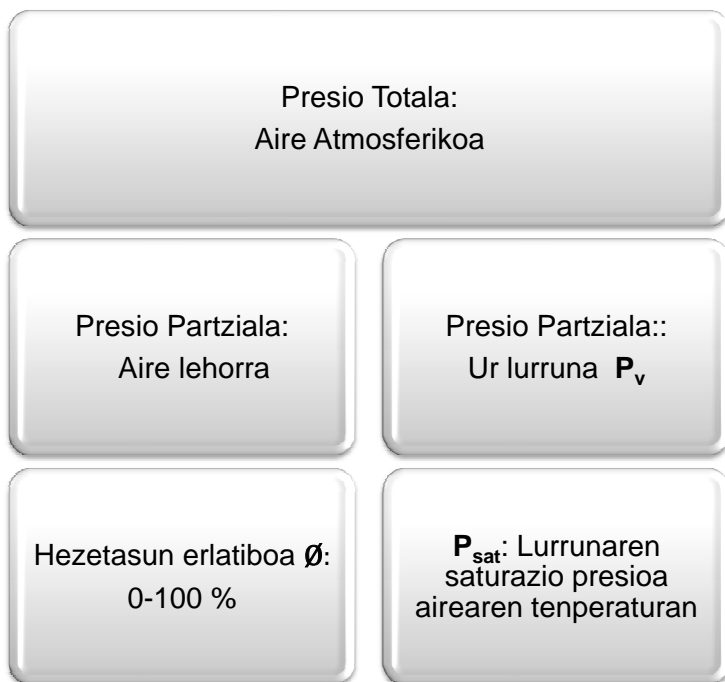 Presio Totala:
Aire Atmosferikoa
Presio Partziala:
Aire lehorra
Presio Partziala::
Ur lurruna Pv
Hezetasun erlatiboa Ø:
0-100 %
Psat: Lurrunaren
saturazio presioa
airearen tenperaturan